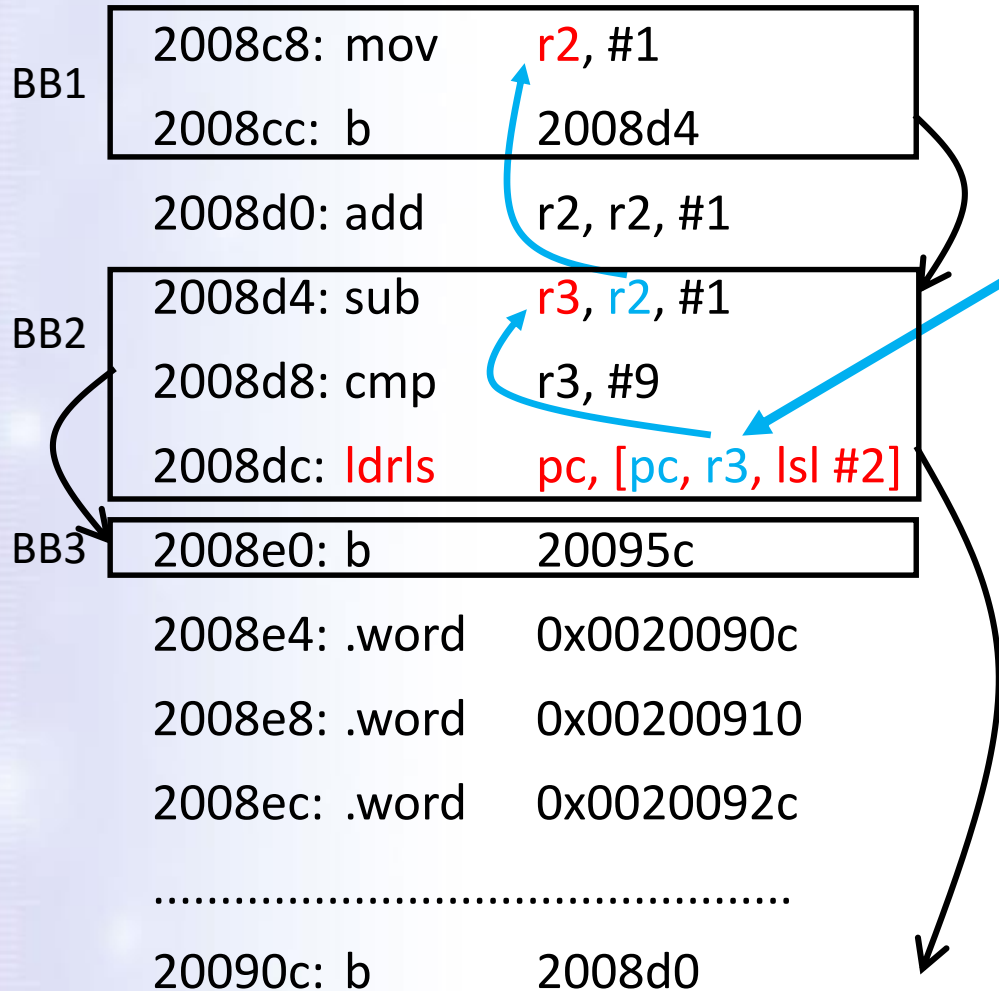 2008c8: mov r2, #1
BB1
2008cc: b 2008d4
2008d0: add r2, r2, #1
2008d4: sub r3, r2, #1
BB2
2008d8: cmp r3, #9
2008dc: ldrls pc, [pc, r3, lsl #2]
BB3 2008e0: b 20095c
2008e4: .word 0x0020090c
2008e8: .word 0x00200910
2008ec: .word 0x0020092c
................................................
20090c: b 2008d0